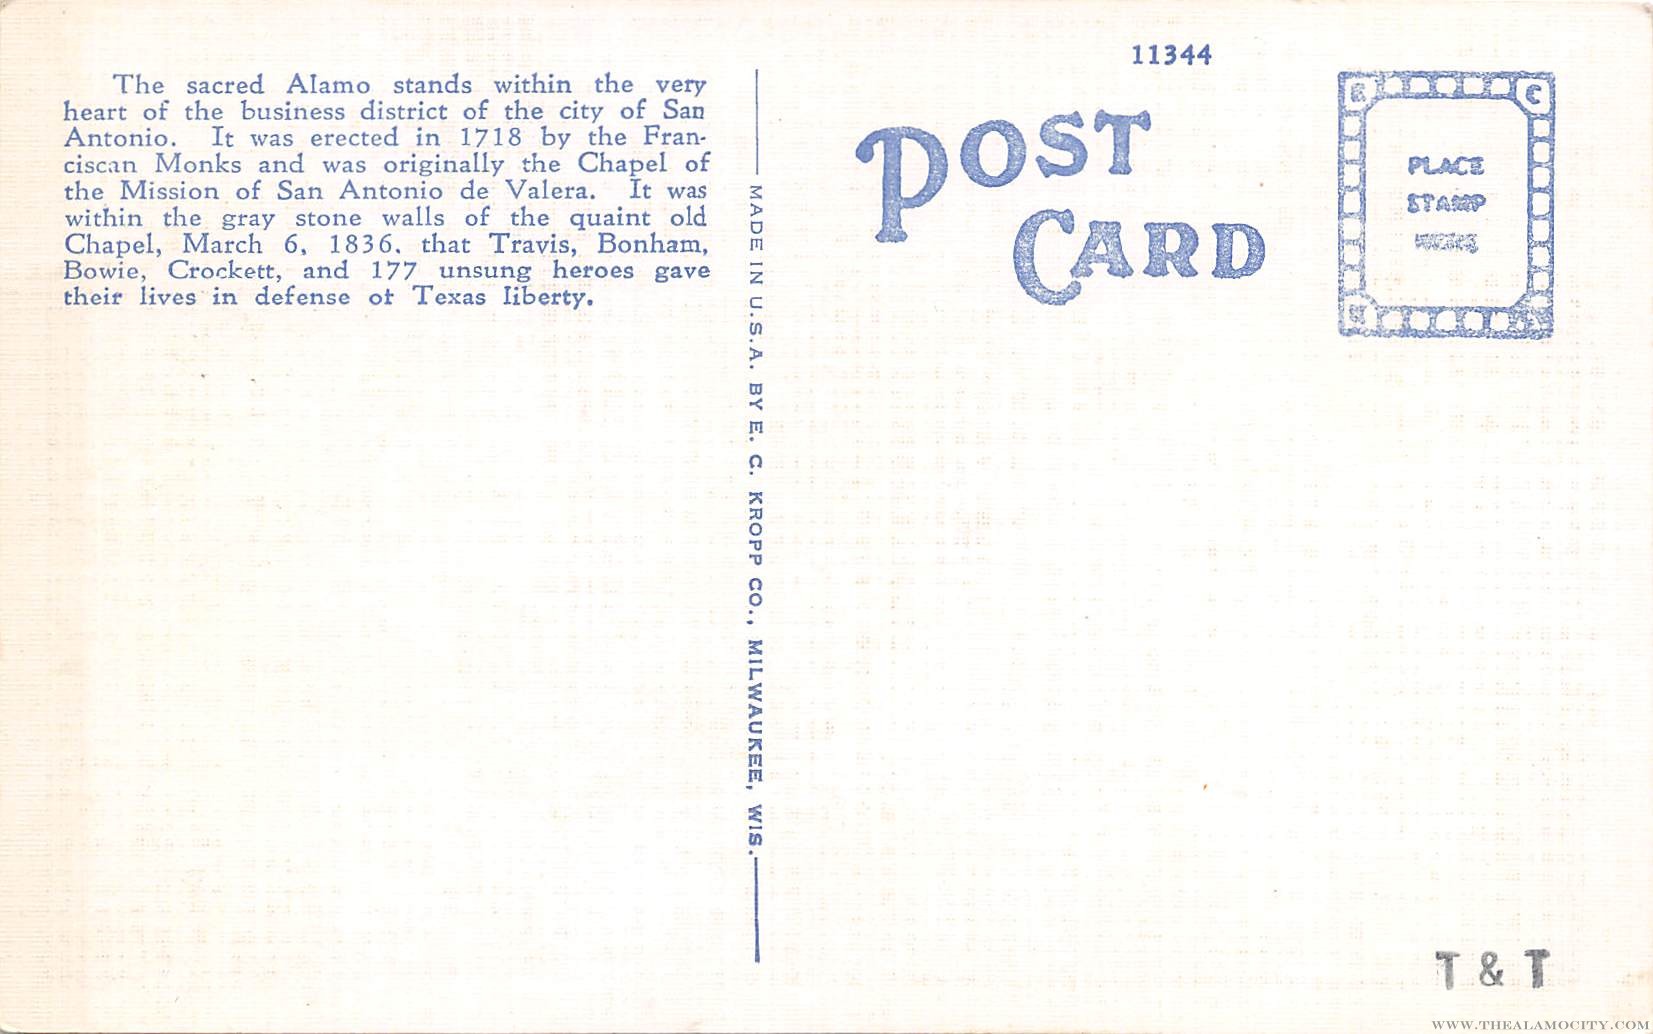 The sacred Alamo stands within the very
heart of the business district of the city of San
Antonio. It was erected in 1718 by the Fran-
ciscan Monks and was originally the Chapel of
the Mission of San Antonio de Valera. It was
within the gray stone walls of the quaint old
Chapel, March 6, 1836, that Travis, Bonham,
Bowie, Crockett, and 177 unsung heroes gave
their lives in defense of Texas liberty.
MADE IN U.S.A. BY E. C. KROPP CO., MILWAUKEE, WIS.
11344
POST
CARD
C
PLACE
STAMP
T & T
WWW.THEALAMOCITY.COM